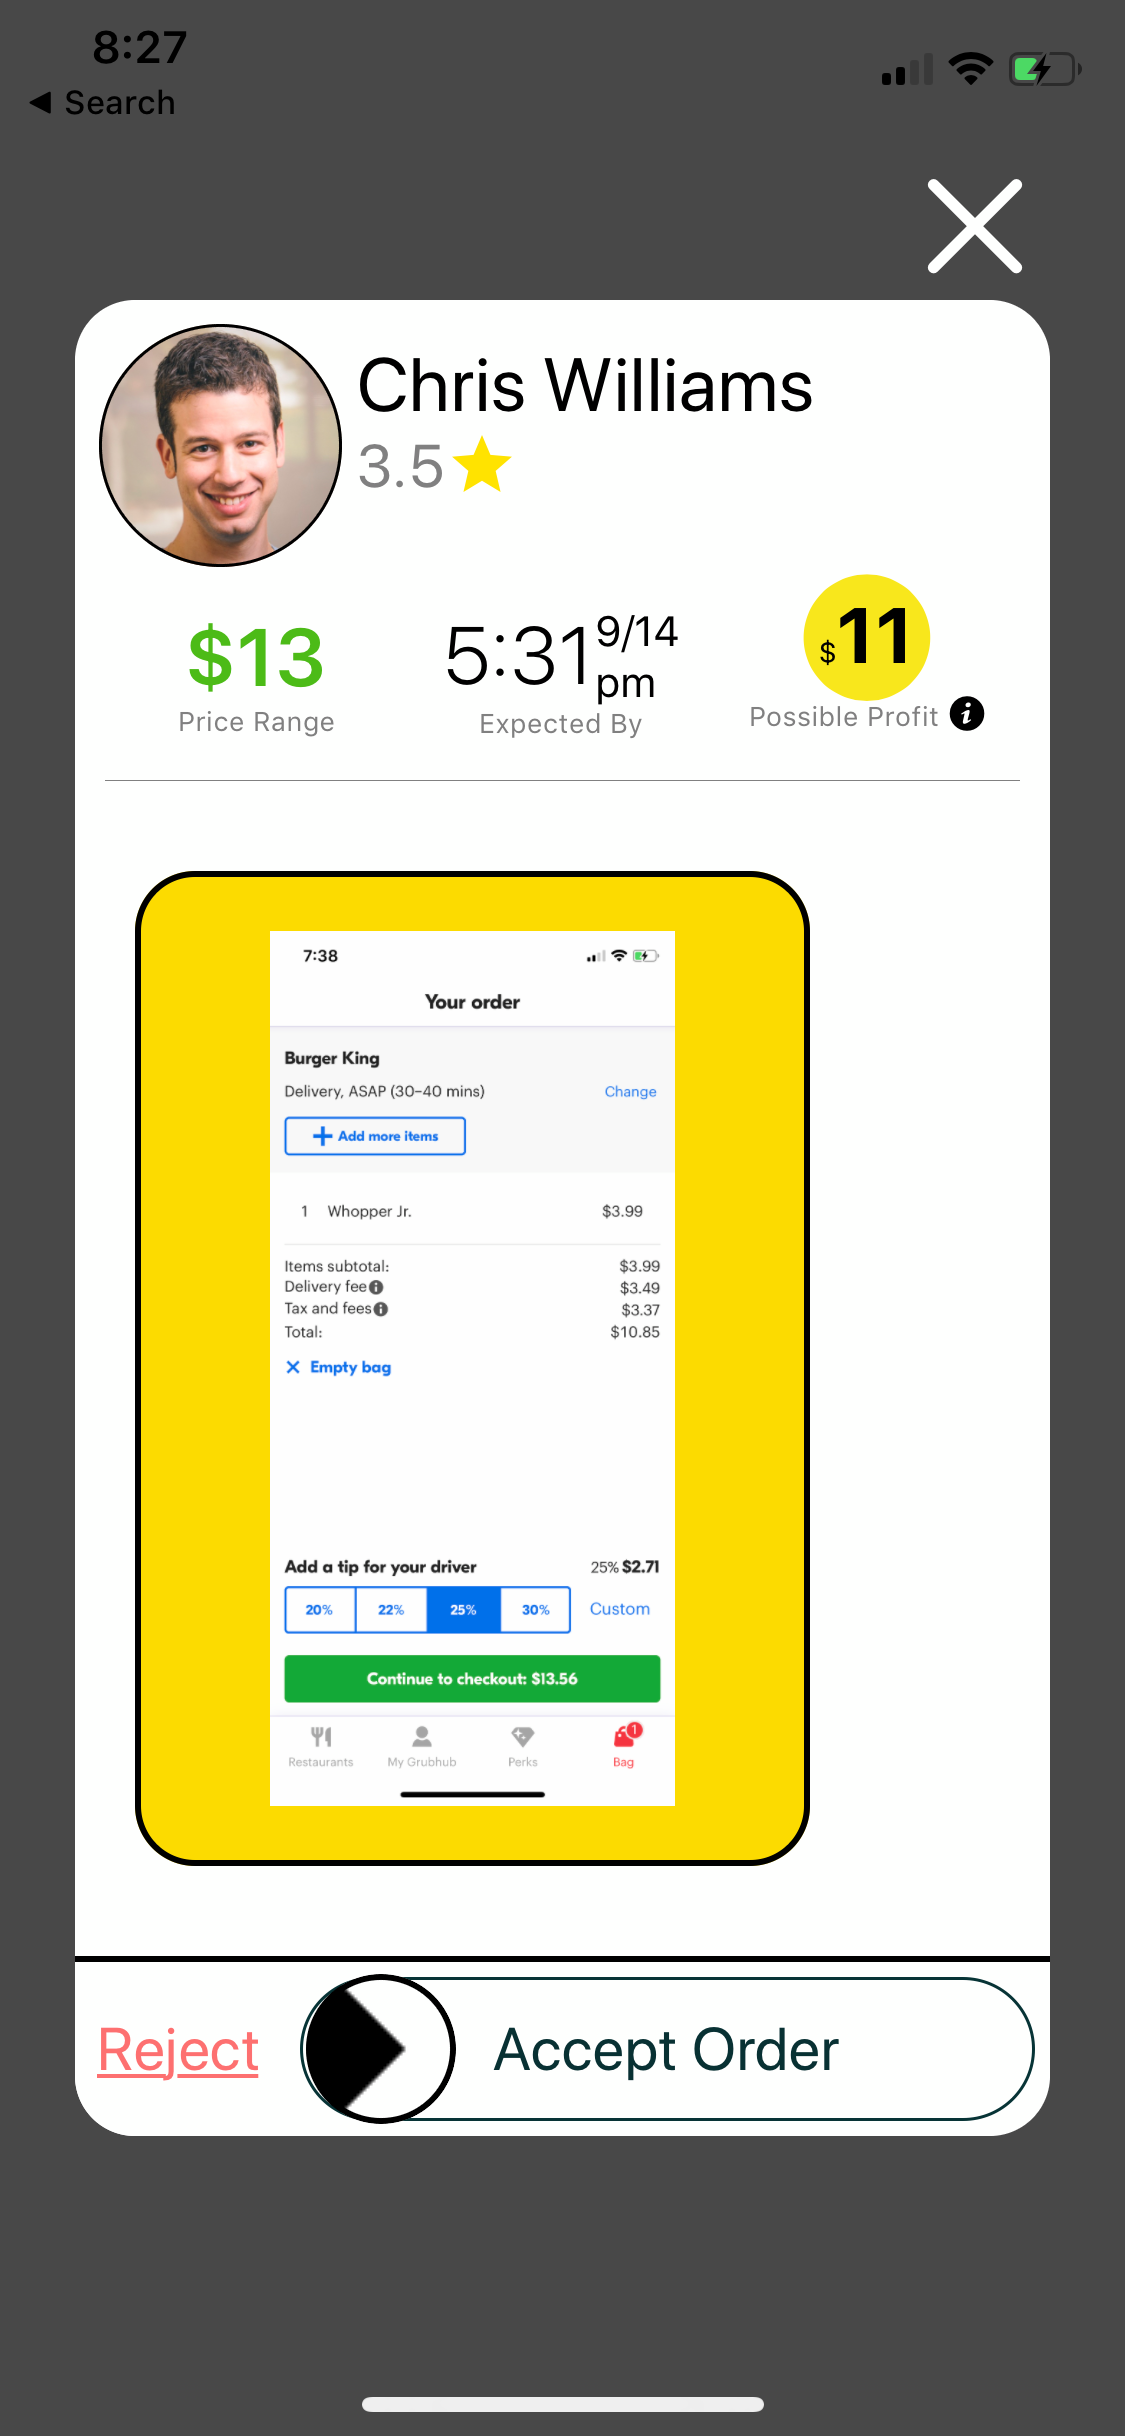 8:27
Search
Chris Williams
3.5
$13
Price Range
5:31 9/14 pm
Expected By
$11
Possible Profit i
7:38
Your order
Burger King
Delivery, ASAP (30-40 mins) Change
Add more items
1 Whopper Jr. $3.99
Items subtotal: $3.99
Delivery fee i $3.49
Tax and fees i $3.37
Total: $10.85
Empty bag
Add a tip for your driver 25% $2.71
20% 22% 25% 30% Custom
Continue to checkout: $13.56
1
Restaurants My Grubhub Perks Bag
Reject Accept Order